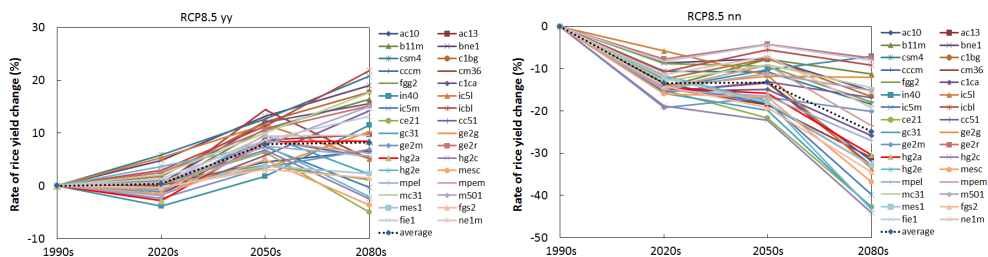 RCP8.5 yy
Rate of rice yield change (%)
30
20
10
0
-10
1990s 2020s 2050s 2080s
ac10 ac13
b11m bne1
csm4 c1bg
cccm cm36
fgg2 c1ca
in40 ic5l
ic5m icbl
ce21 cc51
gc31 ge2g
ge2m ge2r
hg2a hg2c
hg2e mesc
mpel mpem
mc31 m501
mes1 fgs2
fie1 ne1m
average
RCP8.5 nn
Rate of rice yield change (%)
0
-10
-20
-30
-40
-50
1990s 2020s 2050s 2080s
ac10 ac13
b11m bne1
csm4 c1bg
cccm cm36
fgg2 c1ca
in40 ic5l
ic5m icbl
ce21 cc51
gc31 ge2g
ge2m ge2r
hg2a hg2c
hg2e mesc
mpel mpem
mc31 m501
mes1 fgs2
fie1 ne1m
average